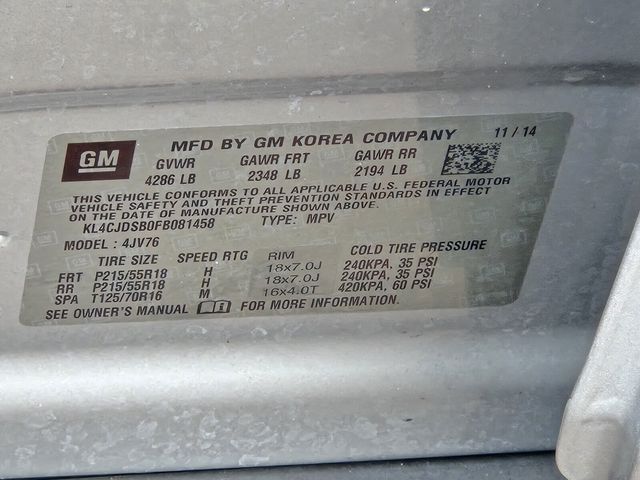 GM
MFD BY GM KOREA COMPANY 11/14
GVWR GAWR FRT GAWR RR
4286 LB 2348 LB 2194 LB
THIS VEHICLE CONFORMS TO ALL APPLICABLE U.S. FEDERAL MOTOR
VEHICLE SAFETY AND THEFT PREVENTION STANDARDS IN EFFECT
ON THE DATE OF MANUFACTURE SHOWN ABOVE.
KL4CJDSB0FB081458 TYPE: MPV
MODEL : 4JV76
TIRE SIZE SPEED RTG RIM COLD TIRE PRESSURE
FRT P215/55R18 H 18x7.0J 240KPA, 35 PSI
RR P215/55R18 H 18x7.0J 240KPA, 35 PSI
SPA T125/70R16 M 16x4.0T 420KPA, 60 PSI
SEE OWNER'S MANUAL FOR MORE INFORMATION.